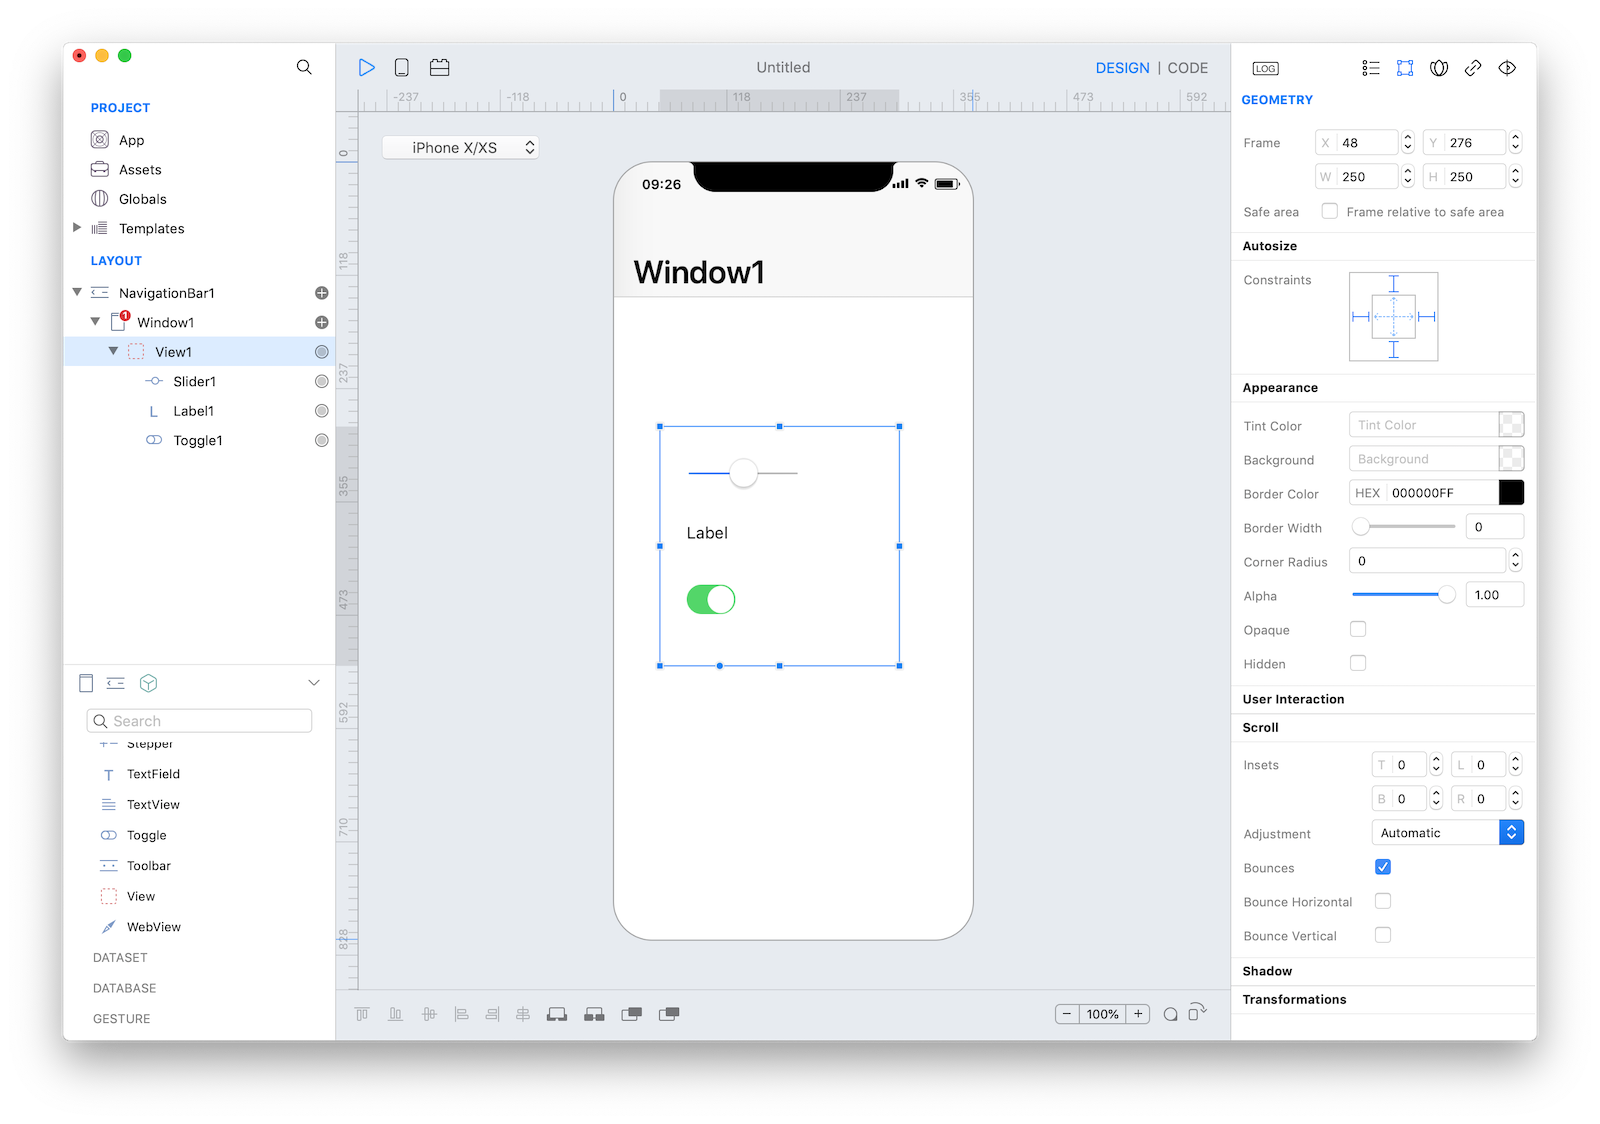 Untitled
DESIGN | CODE
LOG
PROJECT
App
Assets
Globals
Templates
LAYOUT
NavigationBar1
1
Window1
View1
Slider1
Label1
Toggle1
Search
Stepper
TextField
TextView
Toggle
Toolbar
View
WebView
DATASET
DATABASE
GESTURE
-237 -118 0 118 237 355 473 592
0
118
237
355
473
592
710
828
iPhone X/XS
09:26
Window1
Label
100%
GEOMETRY
Frame X 48 Y 276
W 250 H 250
Safe area Frame relative to safe area
Autosize
Constraints
Appearance
Tint Color Tint Color
Background Background
Border Color HEX 000000FF
Border Width 0
Corner Radius 0
Alpha 1.00
Opaque
Hidden
User Interaction
Scroll
Insets T 0 L 0
B 0 R 0
Adjustment Automatic
Bounces
Bounce Horizontal
Bounce Vertical
Shadow
Transformations